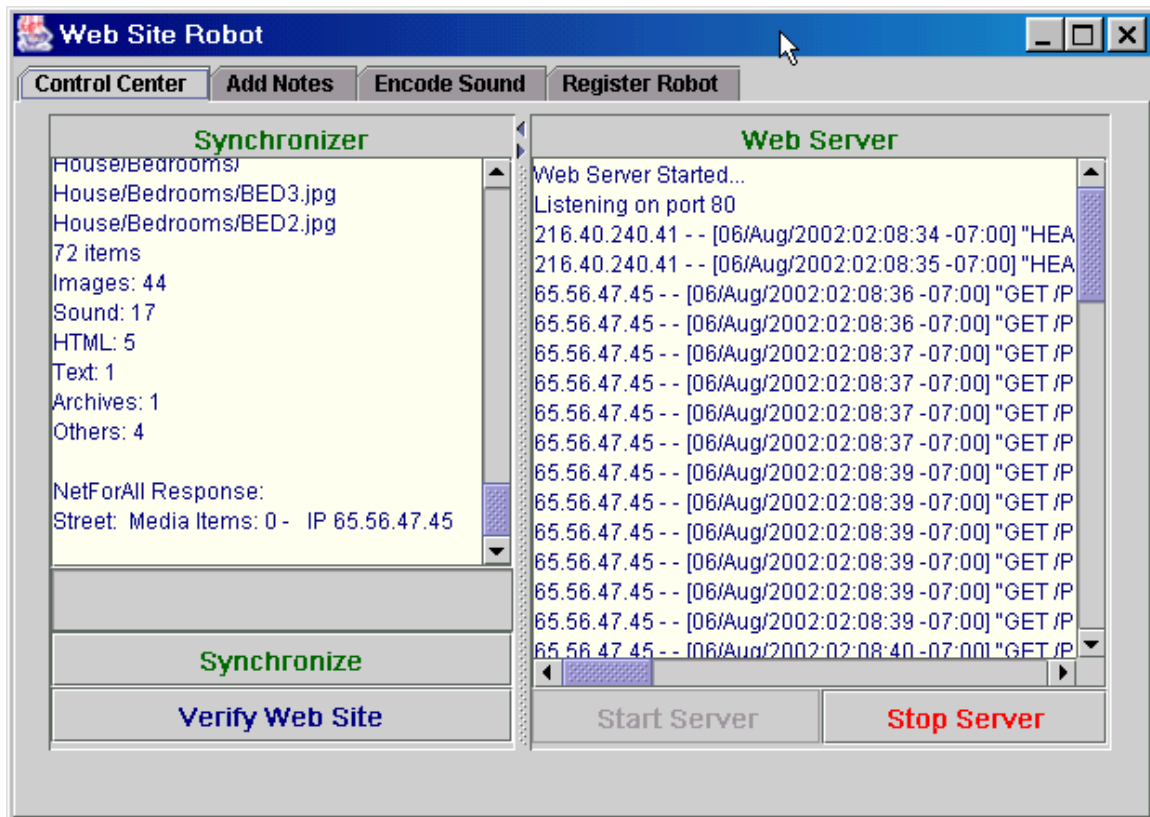 Web Site Robot
Control Center Add Notes Encode Sound Register Robot
Synchronizer
House/Bedrooms/
House/Bedrooms/BED3.jpg
House/Bedrooms/BED2.jpg
72 items
Images: 44
Sound: 17
HTML: 5
Text: 1
Archives: 1
Others: 4
NetForAll Response:
Street: Media Items: 0 - IP 65.56.47.45
Synchronize
Verify Web Site
Web Server
Web Server Started...
Listening on port 80
216.40.240.41 - - [06/Aug/2002:02:08:34 -07:00] "HEA
216.40.240.41 - - [06/Aug/2002:02:08:35 -07:00] "HEA
65.56.47.45 - - [06/Aug/2002:02:08:36 -07:00] "GET /P
65.56.47.45 - - [06/Aug/2002:02:08:36 -07:00] "GET /P
65.56.47.45 - - [06/Aug/2002:02:08:37 -07:00] "GET /P
65.56.47.45 - - [06/Aug/2002:02:08:37 -07:00] "GET /P
65.56.47.45 - - [06/Aug/2002:02:08:37 -07:00] "GET /P
65.56.47.45 - - [06/Aug/2002:02:08:37 -07:00] "GET /P
65.56.47.45 - - [06/Aug/2002:02:08:39 -07:00] "GET /P
65.56.47.45 - - [06/Aug/2002:02:08:39 -07:00] "GET /P
65.56.47.45 - - [06/Aug/2002:02:08:39 -07:00] "GET /P
65.56.47.45 - - [06/Aug/2002:02:08:39 -07:00] "GET /P
65.56.47.45 - - [06/Aug/2002:02:08:39 -07:00] "GET /P
65.56.47.45 - - [06/Aug/2002:02:08:39 -07:00] "GET /P
65.56.47.45 - - [06/Aug/2002:02:08:40 -07:00] "GET /P
Start Server Stop Server